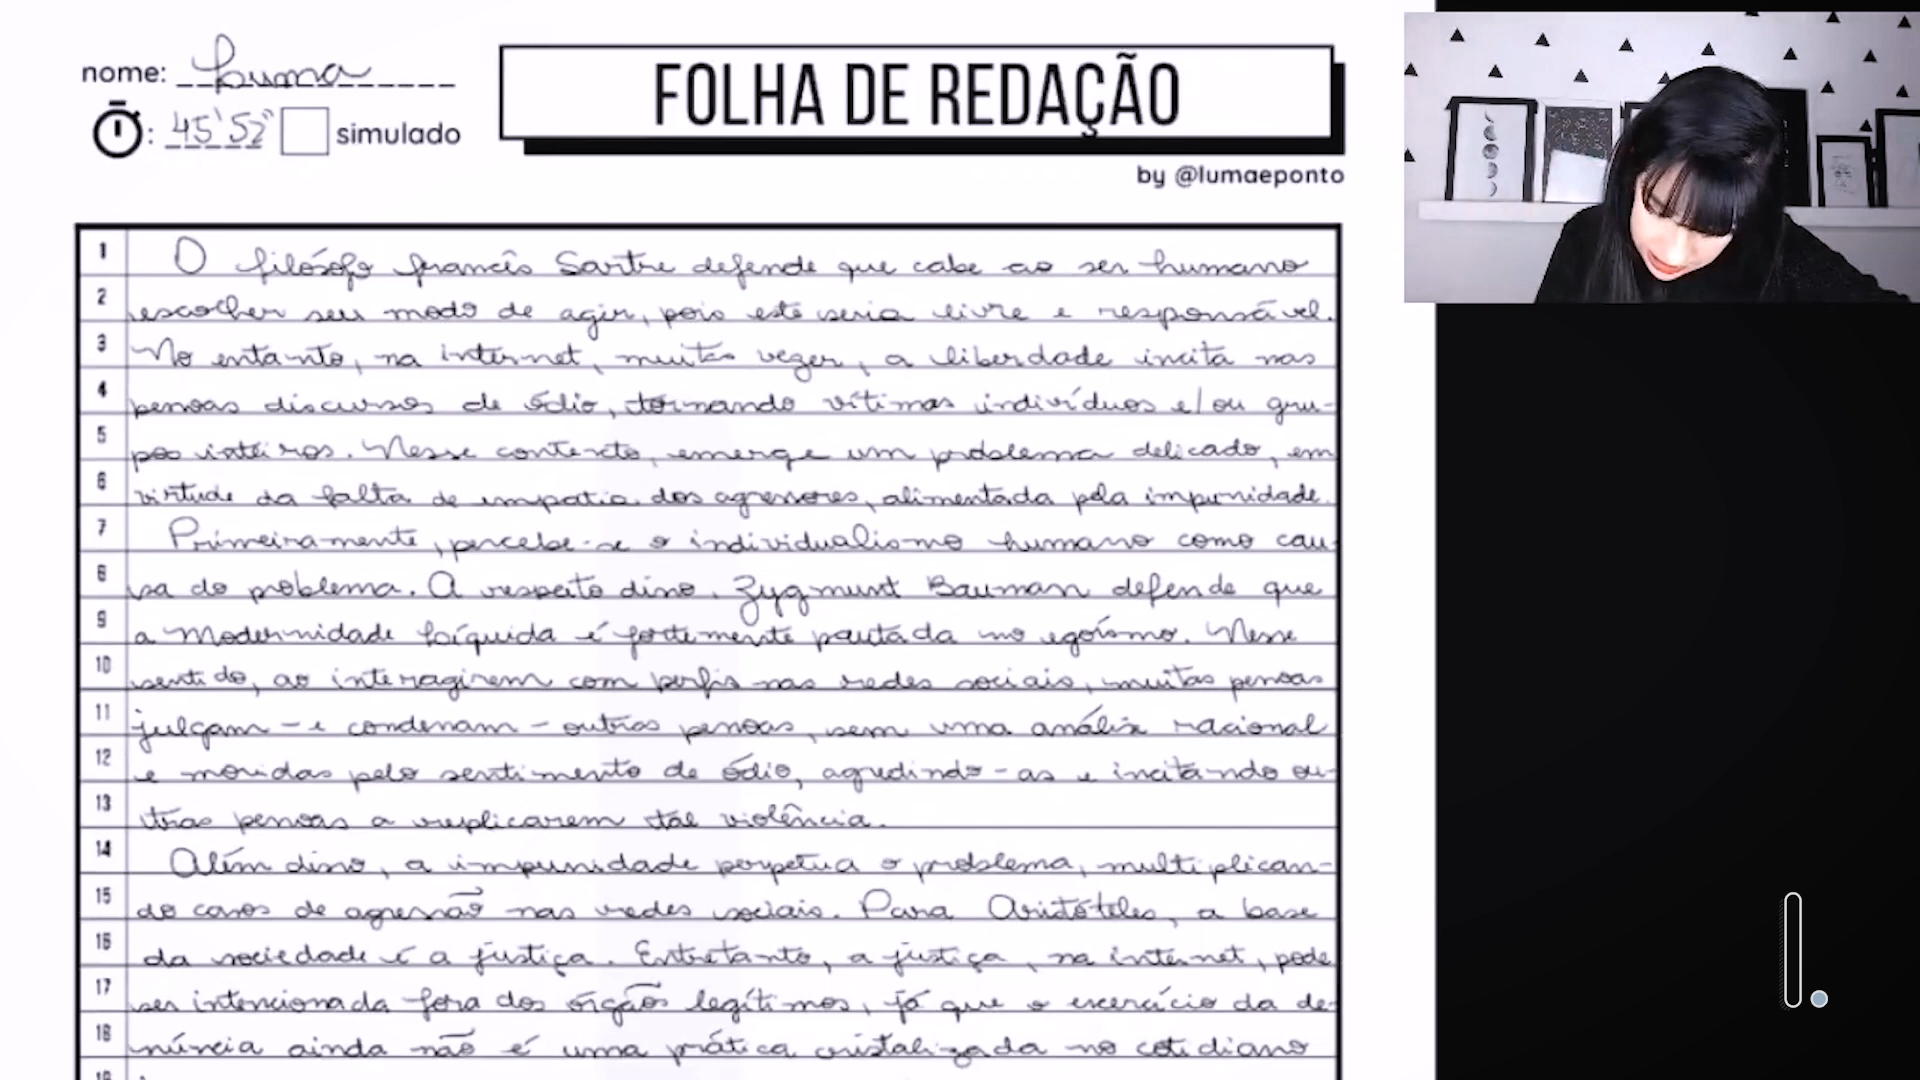 nome: Luma
FOLHA DE REDAÇÃO
: 45'52" simulado
by @lumaeponto
1 O filósofo francês Sartre defende que cabe ao ser humano
2 escolher seu modo de agir, pois este seria livre e responsável.
3 No entanto, na internet, muitas vezes, a liberdade incita nas
4 pessoas discursos de ódio, tornando vítimas indivíduos e/ou gru-
5 pos inteiros. Nesse contexto, emerge um problema delicado, em
6 virtude da falta de empatia dos agressores, alimentada pela impunidade.
7 Primeiramente, percebe-se o individualismo humano como cau-
8 sa do problema. A respeito disso, Zygmunt Bauman defende que
9 a Modernidade Líquida é fortemente pautada no egoísmo. Nesse
10 sentido, ao interagirem com perfis nas redes sociais, muitas pessoas
11 julgam - e condenam - outras pessoas, sem uma análise racional
12 e movidas pelo sentimento de ódio, agredindo-as e incitando ou-
13 tras pessoas a replicarem tal violência.
14 Além disso, a impunidade perpetua o problema, multiplican-
15 do casos de agressão nas redes sociais. Para Aristóteles, a base
16 da sociedade é a justiça. Entretanto, a justiça, na internet, pode
17 ser intencionada fora dos órgãos legítimos, já que o exercício da de-
18 núncia ainda não é uma prática cristalizada no cotidiano
19